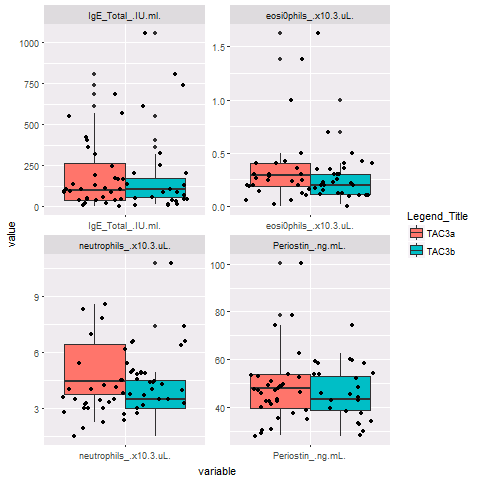 IgE_Total_.IU.ml.
eosi0phils_.x10.3.uL.
1000
750
500
250
0
1.5
1.0
0.5
0.0
IgE_Total_.IU.ml.
eosi0phils_.x10.3.uL.
neutrophils_.x10.3.uL.
Periostin_.ng.mL.
9
6
3
100
80
60
40
neutrophils_.x10.3.uL.
Periostin_.ng.mL.
value
variable
Legend_Title
TAC3a
TAC3b